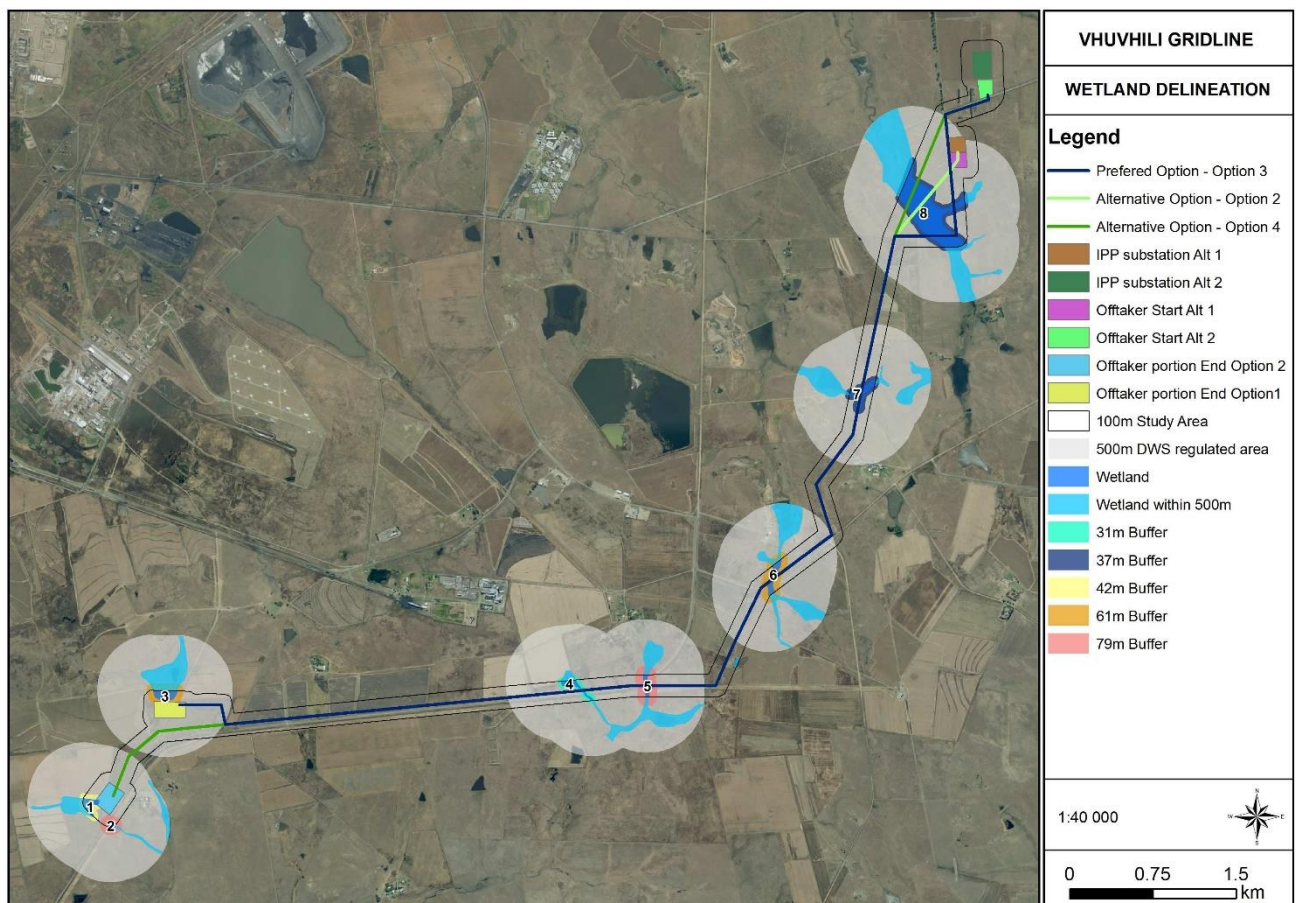 VHUVHILI GRIDLINE
WETLAND DELINEATION
Legend
Prefered Option - Option 3
Alternative Option - Option 2
Alternative Option - Option 4
IPP substation Alt 1
IPP substation Alt 2
Offtaker Start Alt 1
Offtaker Start Alt 2
Offtaker portion End Option 2
Offtaker portion End Option1
100m Study Area
500m DWS regulated area
Wetland
Wetland within 500m
31m Buffer
37m Buffer
42m Buffer
61m Buffer
79m Buffer
1:40 000
N
W E
S
0 0.75 1.5
km
8
7
6
5
4
3
1
2